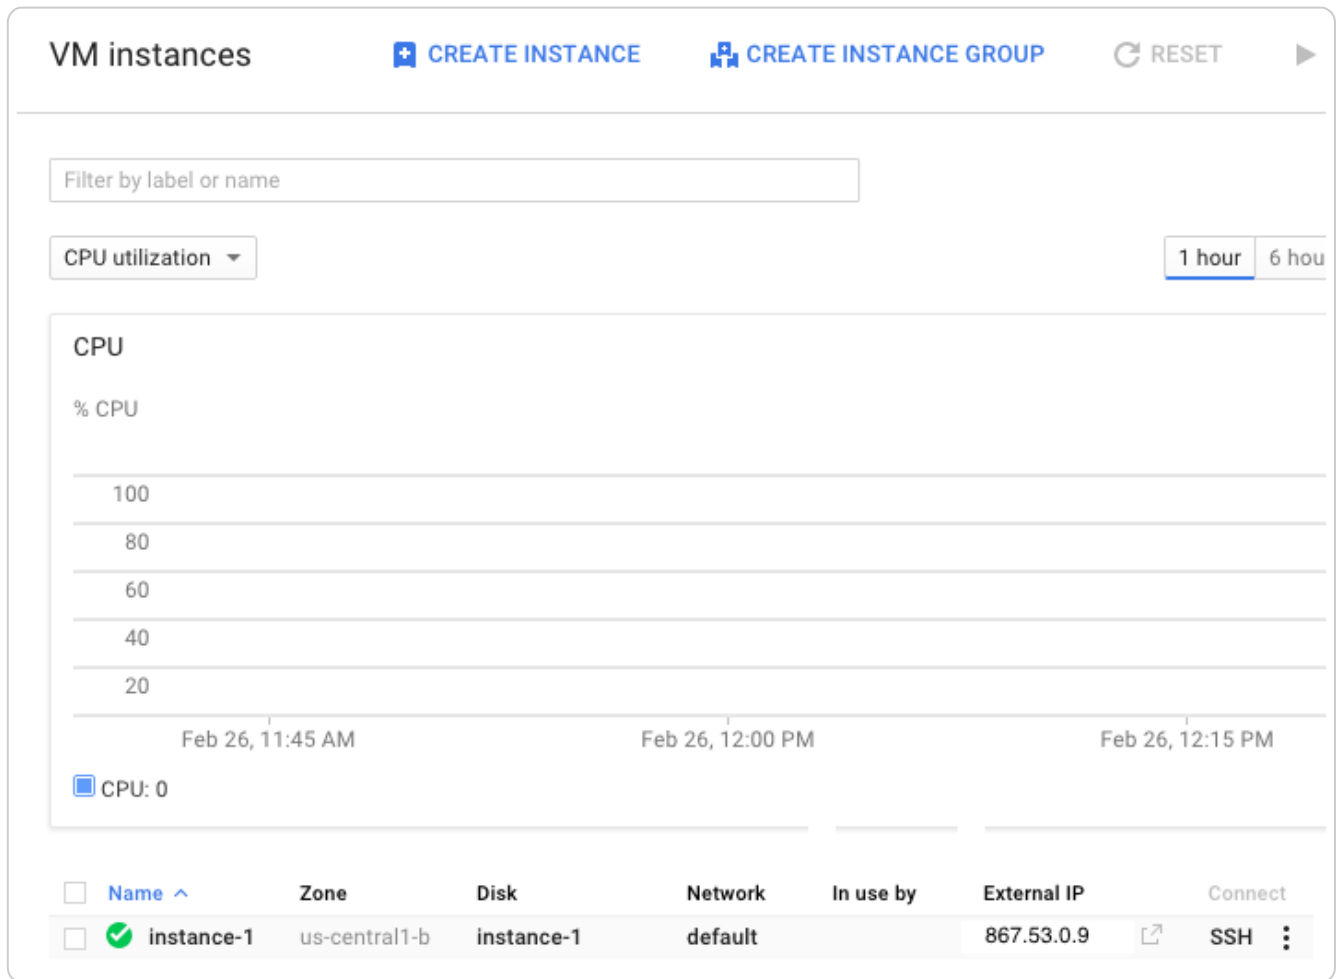 VM instances CREATE INSTANCE CREATE INSTANCE GROUP RESET
Filter by label or name
CPU utilization 1 hour 6 hou
CPU
% CPU
100
80
60
40
20
Feb 26, 11:45 AM Feb 26, 12:00 PM Feb 26, 12:15 PM
CPU: 0
Name Zone Disk Network In use by External IP Connect
instance-1 us-central1-b instance-1 default 867.53.0.9 SSH